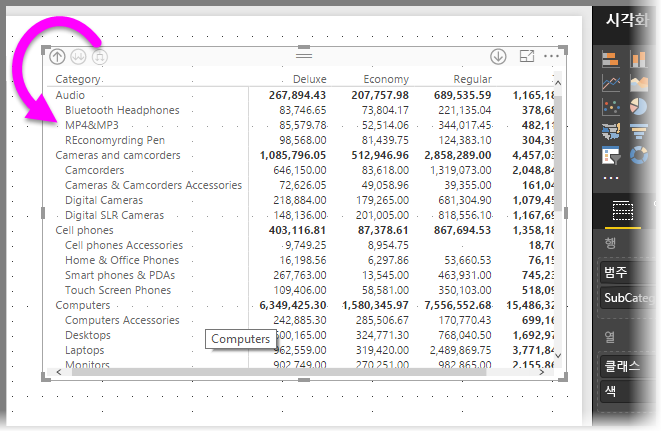 시각화
Category Deluxe Economy Regular
Audio 267,894.43 207,757.98 689,535.59 1,165,18
Bluetooth Headphones 83,746.65 73,804.17 221,135.04 378,68
MP4&MP3 85,579.78 52,514.06 344,017.45 482,11
REconomyrding Pen 98,568.00 81,439.75 124,383.10 304,39
Cameras and camcorders 1,085,796.05 512,946.96 2,858,289.00 4,457,03
Camcorders 646,150.00 83,618.00 1,319,073.00 2,048,84
Cameras & Camcorders Accessories 72,626.05 49,058.96 39,355.00 161,04
Digital Cameras 218,884.00 179,265.00 681,304.90 1,079,45
Digital SLR Cameras 148,136.00 201,005.00 818,556.10 1,167,69
Cell phones 403,116.81 87,378.61 867,694.53 1,358,18
Cell phones Accessories 9,749.25 8,954.75 18,70
Home & Office Phones 16,198.56 6,297.86 53,660.53 76,15
Smart phones & PDAs 267,763.00 13,545.00 463,931.00 745,23
Touch Screen Phones 109,406.00 58,581.00 350,103.00 518,09
Computers 6,349,425.30 1,580,345.97 7,556,552.68 15,486,32
Computers Accessories 242,885.30 285,506.67 170,770.43 699,16
Desktops 600,165.00 324,771.30 768,040.50 1,692,97
Laptops 962,559.00 319,420.00 2,489,869.75 3,771,84
Monitors 902,749.00 270,251.00 982,865.00 2,155,86
Computers
행
범주
SubCateg
열
클래스
색